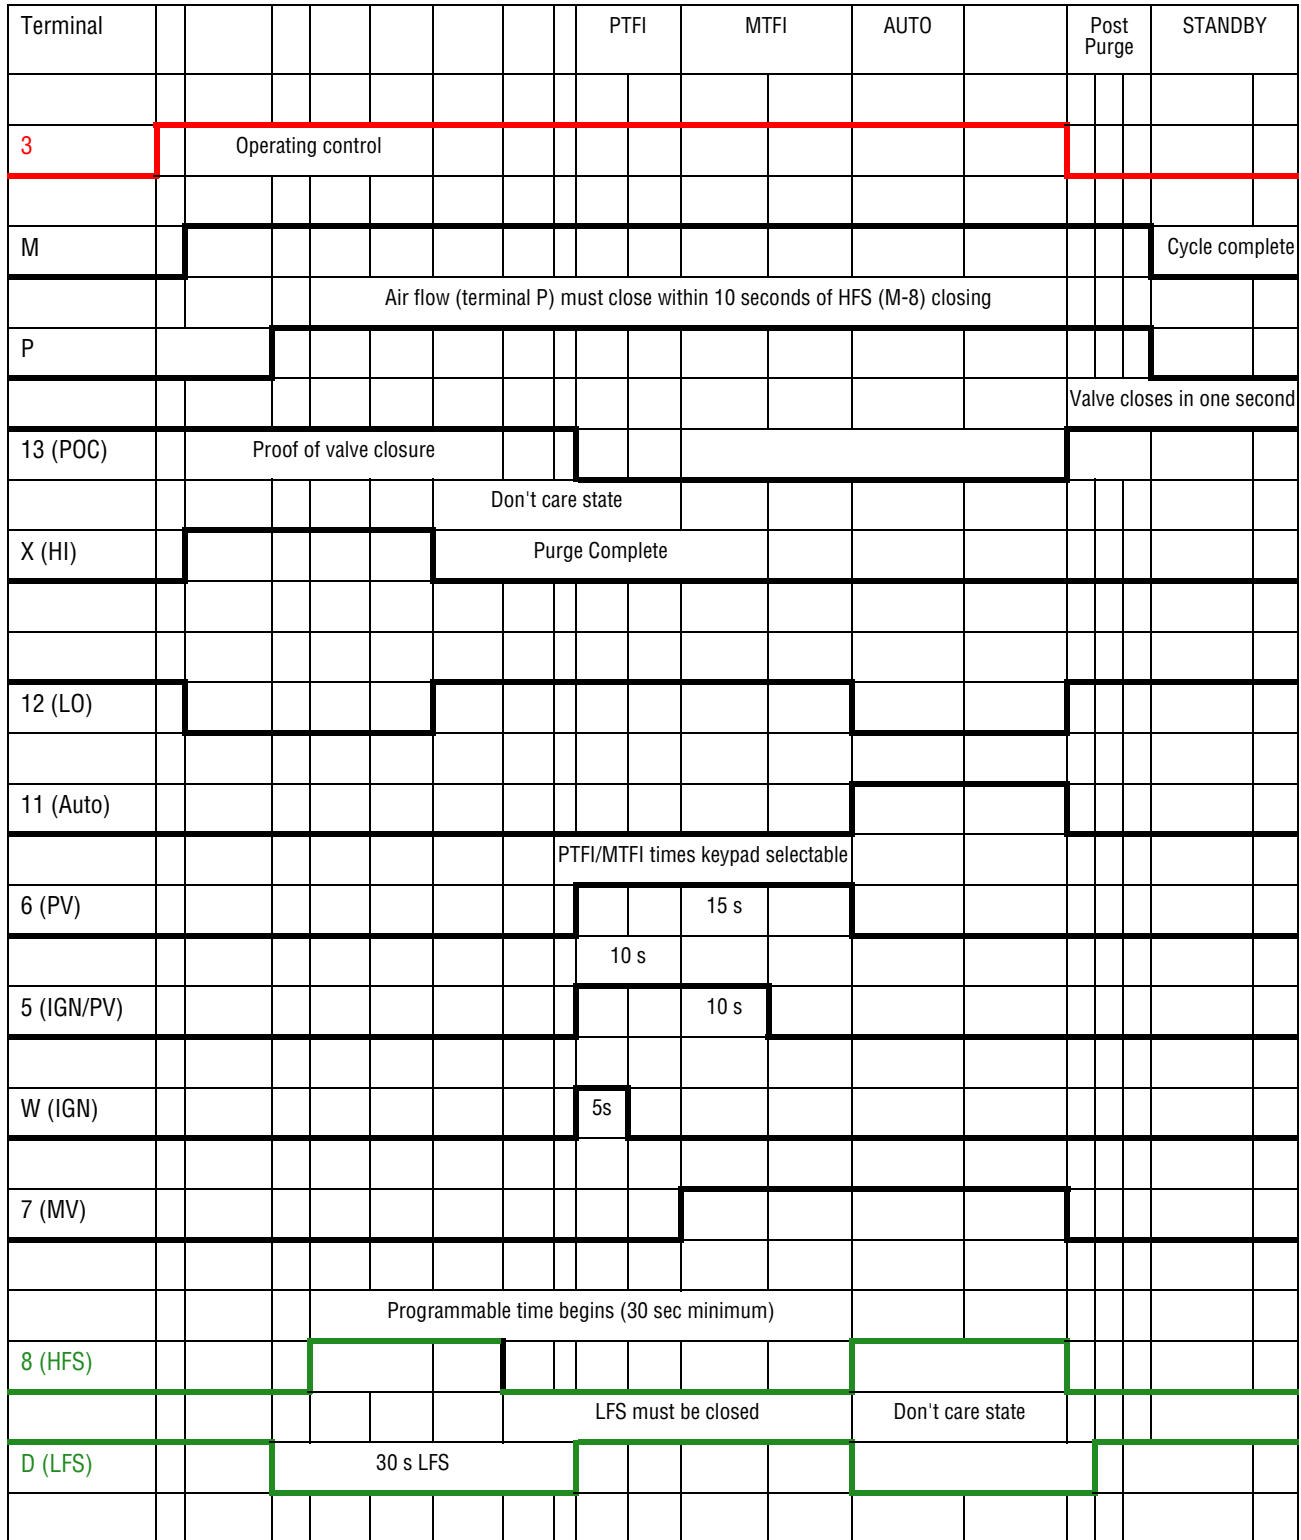 Terminal PTFI MTFI AUTO Post Purge STANDBY
3 Operating control
M Cycle complete
Air flow (terminal P) must close within 10 seconds of HFS (M-8) closing
P
Valve closes in one second
13 (POC) Proof of valve closure
Don't care state
X (HI) Purge Complete
12 (LO)
11 (Auto)
PTFI/MTFI times keypad selectable
6 (PV) 15 s
10 s
5 (IGN/PV) 10 s
W (IGN) 5s
7 (MV)
Programmable time begins (30 sec minimum)
8 (HFS)
LFS must be closed Don't care state
D (LFS) 30 s LFS